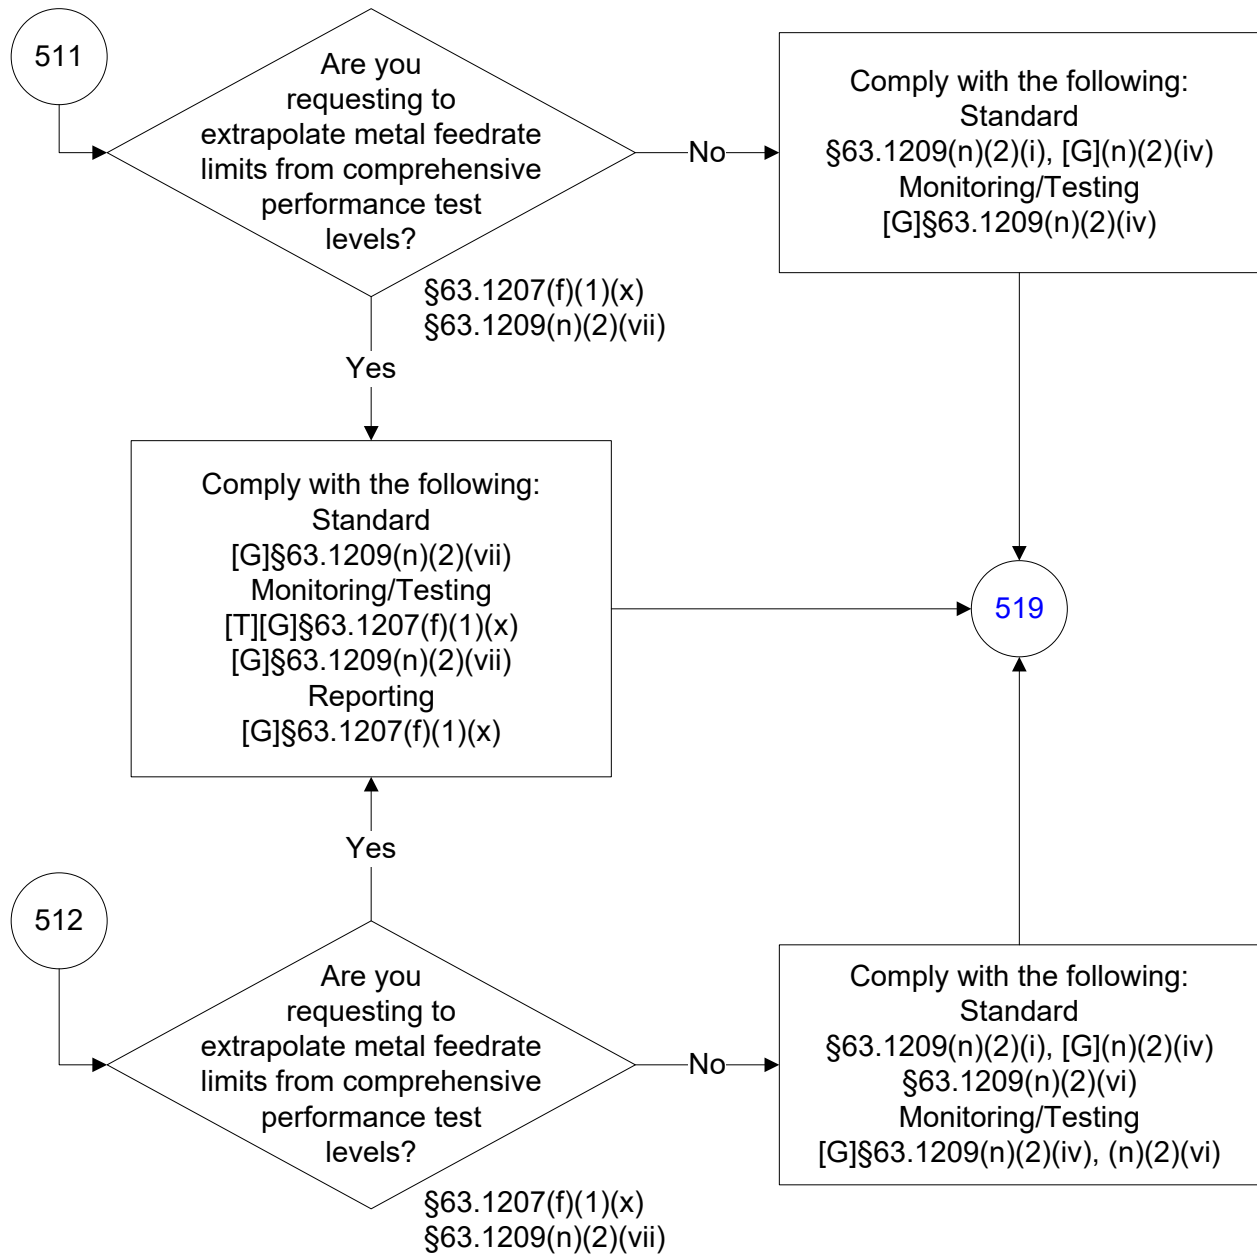 511
Are you
requesting to
extrapolate metal feedrate
limits from comprehensive
performance test
levels?
No
Comply with the following:
Standard
§63.1209(n)(2)(i), [G](n)(2)(iv)
Monitoring/Testing
[G]§63.1209(n)(2)(iv)
§63.1207(f)(1)(x)
§63.1209(n)(2)(vii)
Yes
Comply with the following:
Standard
[G]§63.1209(n)(2)(vii)
Monitoring/Testing
[T][G]§63.1207(f)(1)(x)
[G]§63.1209(n)(2)(vii)
Reporting
[G]§63.1207(f)(1)(x)
519
Yes
512
Are you
requesting to
extrapolate metal feedrate
limits from comprehensive
performance test
levels?
No
Comply with the following:
Standard
§63.1209(n)(2)(i), [G](n)(2)(iv)
§63.1209(n)(2)(vi)
Monitoring/Testing
[G]§63.1209(n)(2)(iv), (n)(2)(vi)
§63.1207(f)(1)(x)
§63.1209(n)(2)(vii)